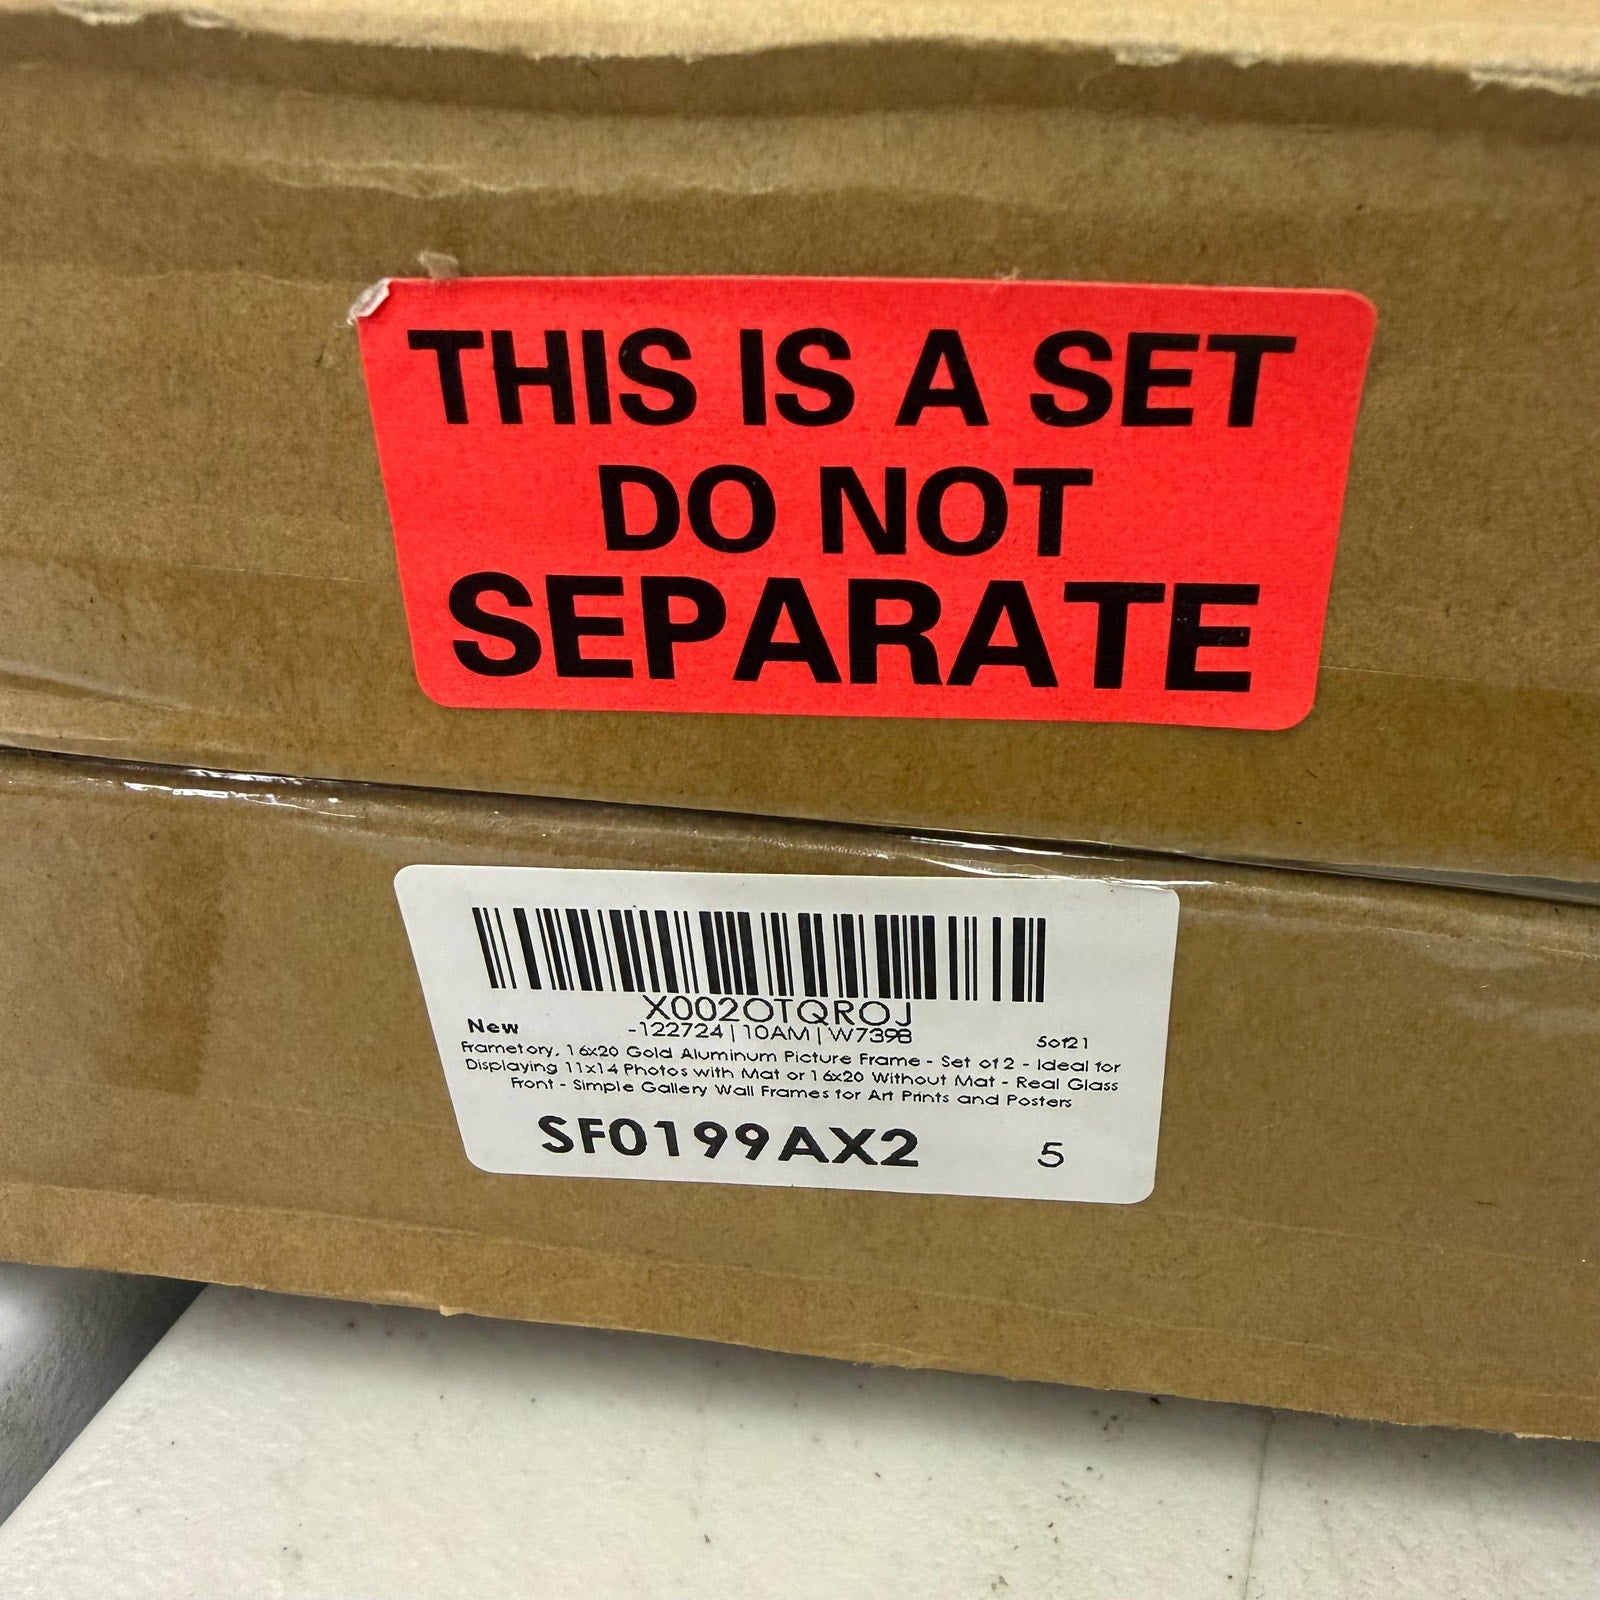 THIS IS A SET
DO NOT
SEPARATE
X002OTQROJ
New
-122724|10AM|W7398
5of21
Frametory, 16x20 Gold Aluminum Picture Frame - Set of 2 - Ideal for
Displaying 11x14 Photos with Mat or 16x20 Without Mat - Real Glass
Front - Simple Gallery Wall Frames for Art Prints and Posters
SF0199AX2
5